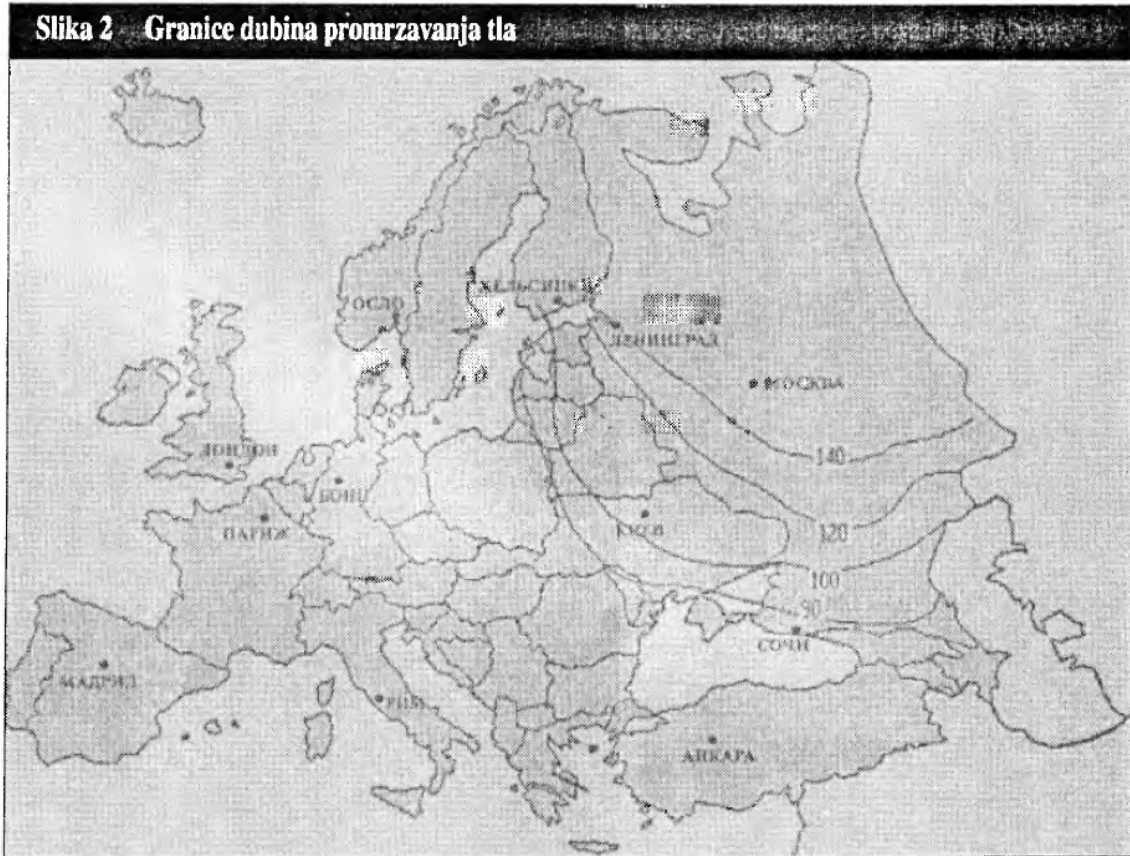 Slika 2 Granice dubina promrzavanja tla
ХЕЛЬСИНКИ
ОСЛО
ЛЕНИНГРАД
МОСКВА
ЛОНДОН
140
БОНН
КИЕВ
ПАРИЖ
120
100
90
СОЧИ
МАДРИД
РИМ
АНКАРА